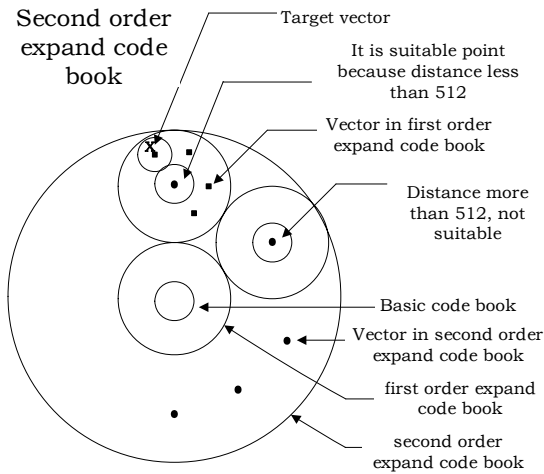 Second order
expand code
book
Target vector
It is suitable point
because distance less
than 512
X
Vector in first order
expand code book
Distance more
than 512, not
suitable
Basic code book
Vector in second order
expand code book
first order expand
code book
second order
expand code book